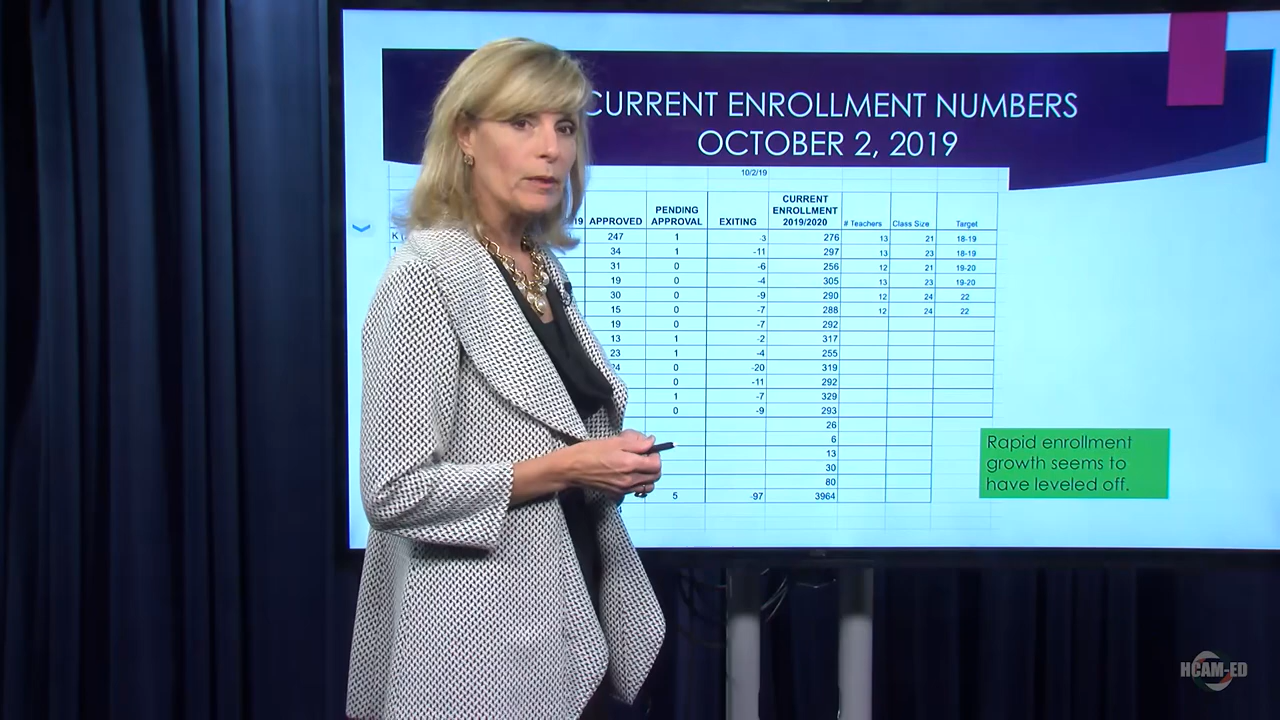 CURRENT ENROLLMENT NUMBERS
OCTOBER 2, 2019
10/2/19
APPROVED PENDING APPROVAL EXITING CURRENT ENROLLMENT 2019/2020 # Teachers Class Size Target
K 247 1 -3 276 13 21 18-19
34 1 -11 297 13 23 18-19
31 0 -6 256 12 21 19-20
19 0 -4 305 13 23 19-20
30 0 -9 290 12 24 22
15 0 -7 288 12 24 22
19 0 -7 292
13 1 -2 317
23 1 -4 255
0 -20 319
0 -11 292
1 -7 329
0 -9 293
26
6
13
30
80
5 -97 3964
Rapid enrollment
growth seems to
have leveled off.
HCAM-ED